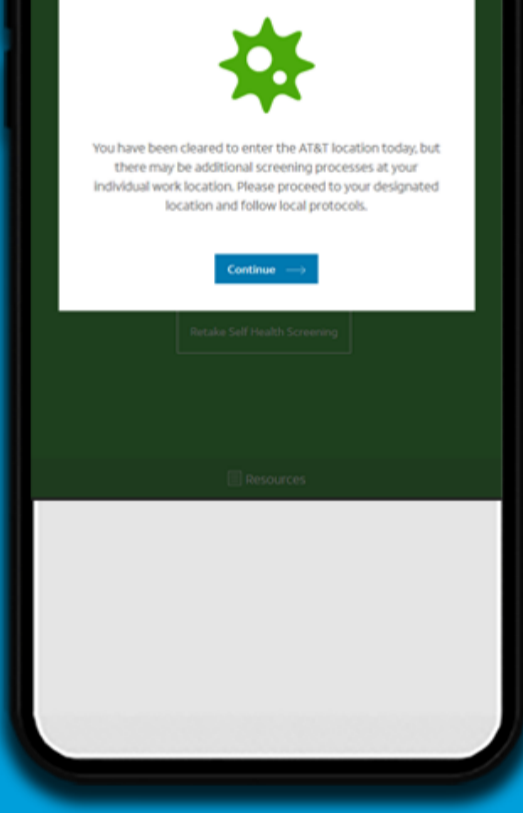 You have been cleared to enter the AT&T location today, but
there may be additional screening processes at your
individual work location. Please proceed to your designated
location and follow local protocols.
Continue
Retake Self Health Screening
Resources